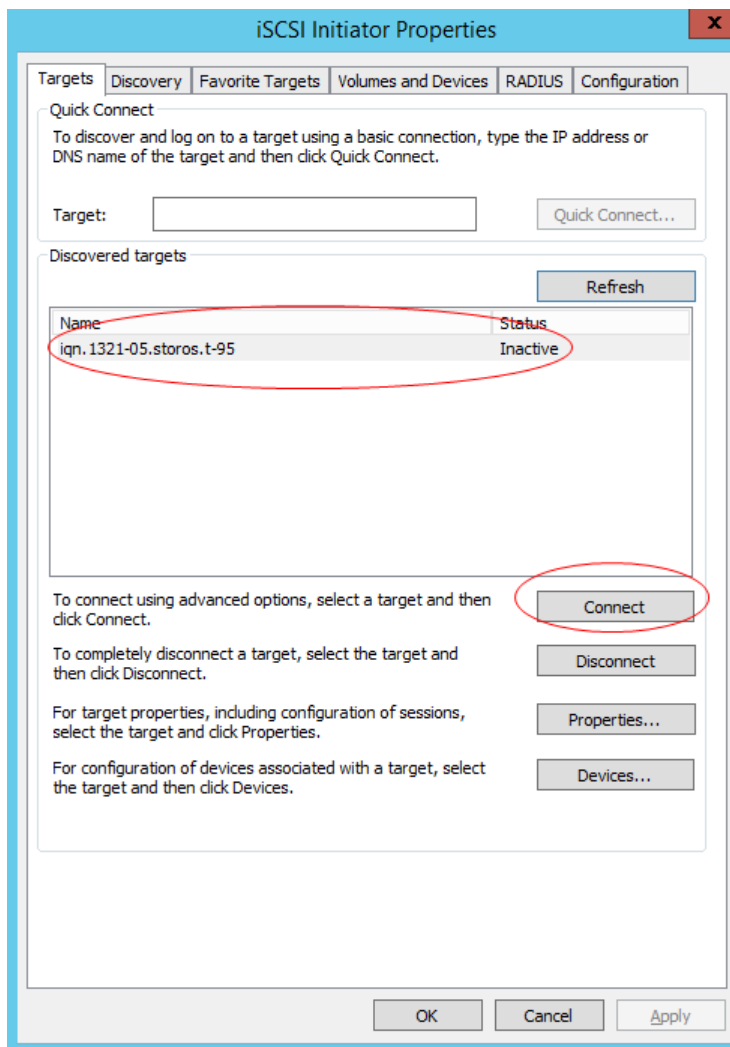 iSCSI Initiator Properties
x
Targets Discovery Favorite Targets Volumes and Devices RADIUS Configuration
Quick Connect
To discover and log on to a target using a basic connection, type the IP address or
DNS name of the target and then click Quick Connect.
Target:
Quick Connect...
Discovered targets
Refresh
Name Status
iqn.1321-05.storos.t-95 Inactive
To connect using advanced options, select a target and then
click Connect.
Connect
To completely disconnect a target, select the target and
then click Disconnect.
Disconnect
For target properties, including configuration of sessions,
select the target and click Properties.
Properties...
For configuration of devices associated with a target, select
the target and then click Devices.
Devices...
OK Cancel Apply